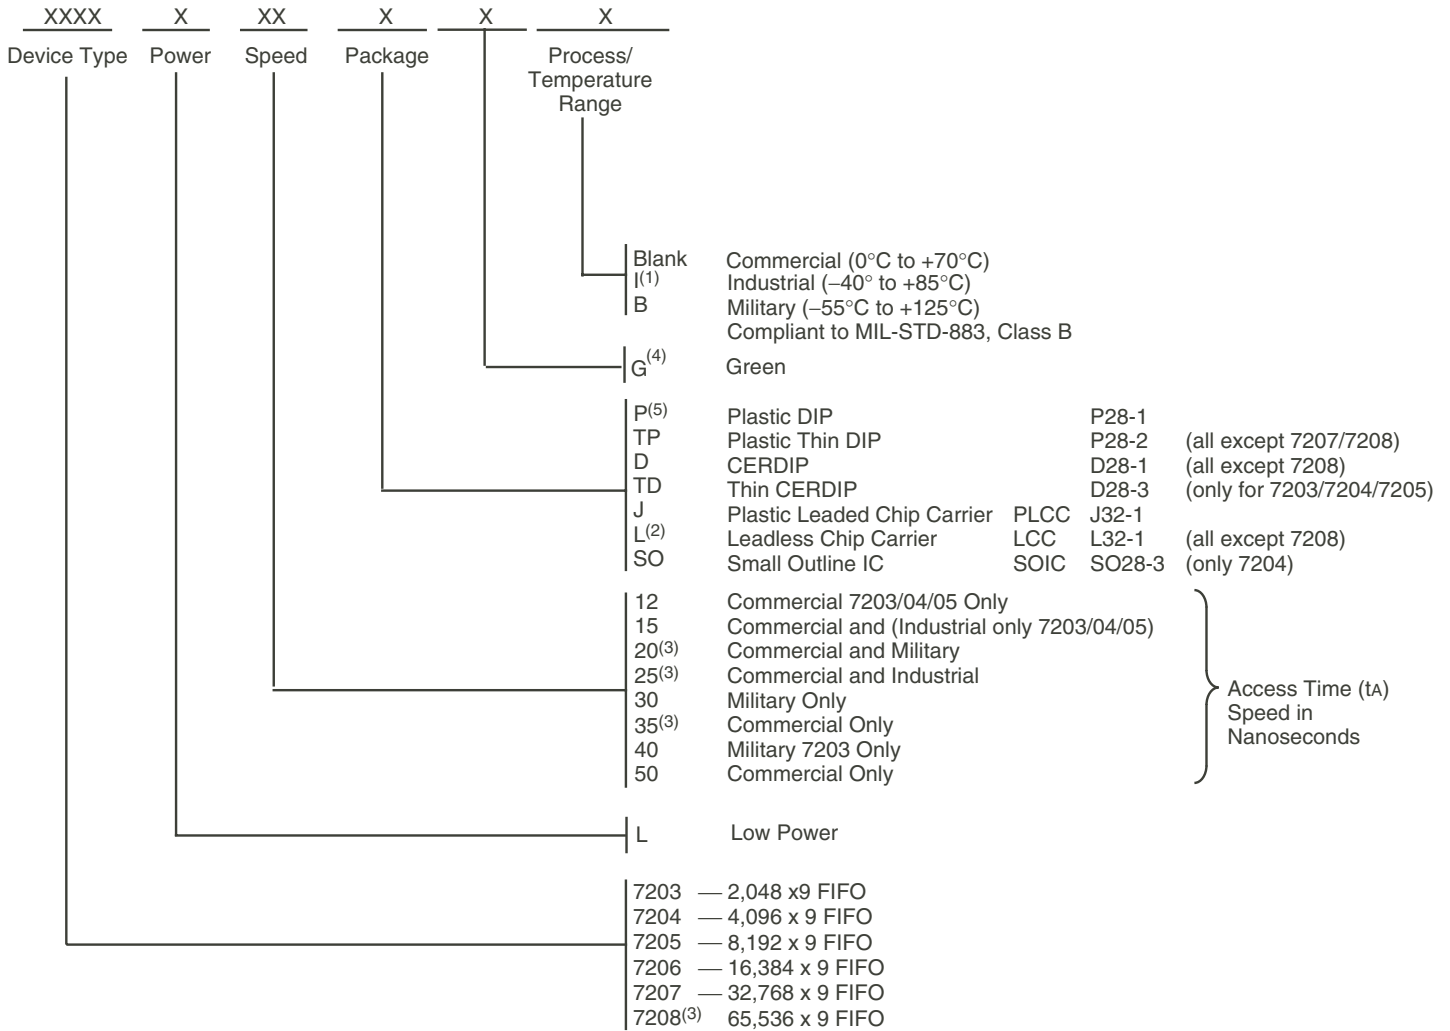 XXXX X XX X X X
Device Type Power Speed Package Process/
Temperature
Range
Blank Commercial (0°C to +70°C)
I(1) Industrial (–40° to +85°C)
B Military (–55°C to +125°C)
Compliant to MIL-STD-883, Class B
G(4) Green
P(5) Plastic DIP P28-1
TP Plastic Thin DIP P28-2 (all except 7207/7208)
D CERDIP D28-1 (all except 7208)
TD Thin CERDIP D28-3 (only for 7203/7204/7205)
J Plastic Leaded Chip Carrier PLCC J32-1
L(2) Leadless Chip Carrier LCC L32-1 (all except 7208)
SO Small Outline IC SOIC SO28-3 (only 7204)
12 Commercial 7203/04/05 Only
15 Commercial and (Industrial only 7203/04/05)
20(3) Commercial and Military
25(3) Commercial and Industrial
30 Military Only
35(3) Commercial Only
40 Military 7203 Only
50 Commercial Only
Access Time (tA)
Speed in
Nanoseconds
L Low Power
7203 — 2,048 x9 FIFO
7204 — 4,096 x 9 FIFO
7205 — 8,192 x 9 FIFO
7206 — 16,384 x 9 FIFO
7207 — 32,768 x 9 FIFO
7208(3) 65,536 x 9 FIFO